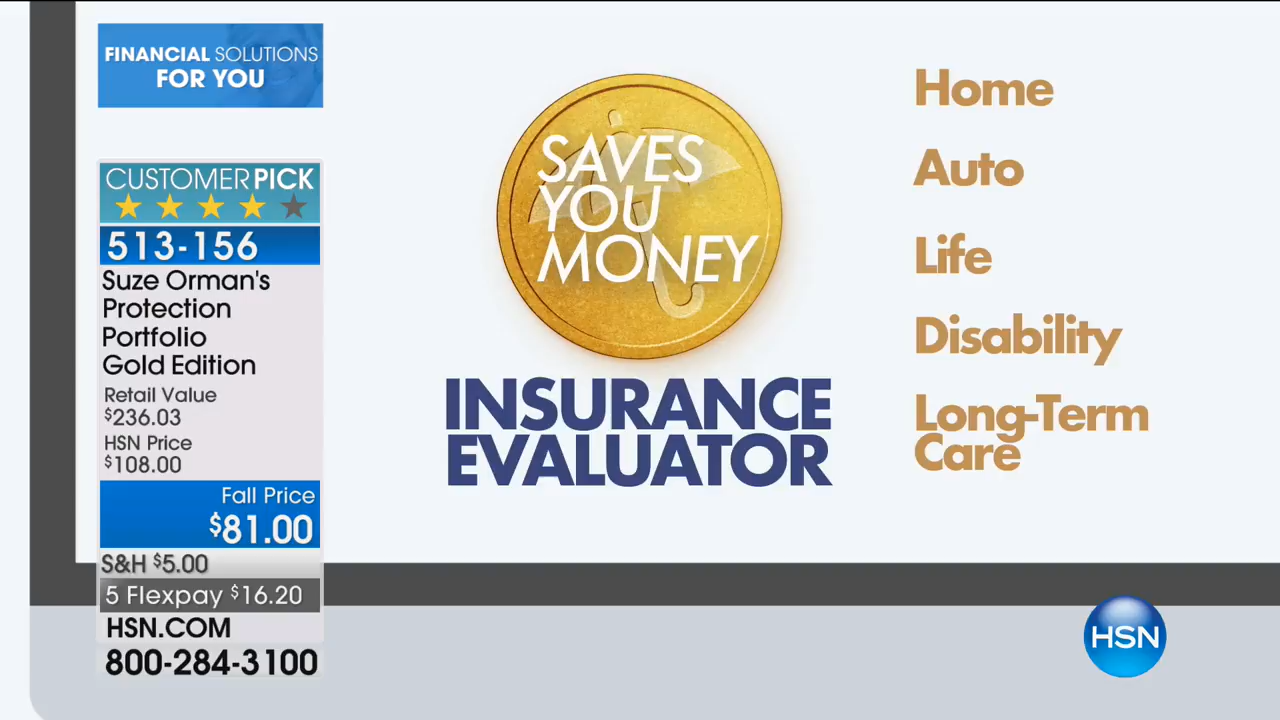 FINANCIAL SOLUTIONS
FOR YOU
CUSTOMER PICK
513-156
Suze Orman's
Protection
Portfolio
Gold Edition
Retail Value
$236.03
HSN Price
$108.00
Fall Price
$81.00
S&H $5.00
5 Flexpay $16.20
HSN.COM
800-284-3100
SAVES
YOU
MONEY
INSURANCE
EVALUATOR
Home
Auto
Life
Disability
Long-Term
Care
HSN